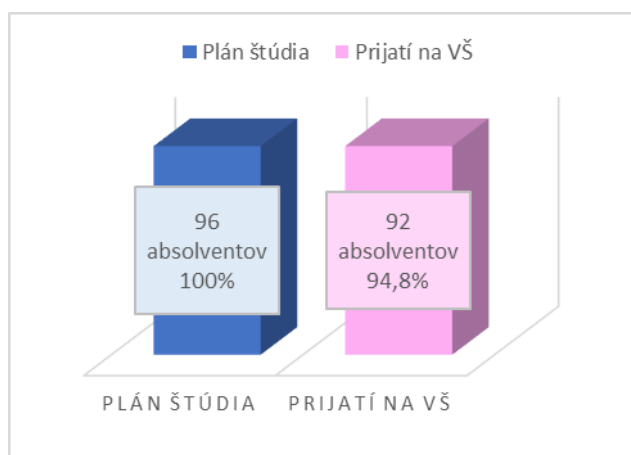 Plán štúdia Prijatí na VŠ
96
absolventov
100%
92
absolventov
94,8%
PLÁN ŠTÚDIA PRIJATÍ NA VŠ